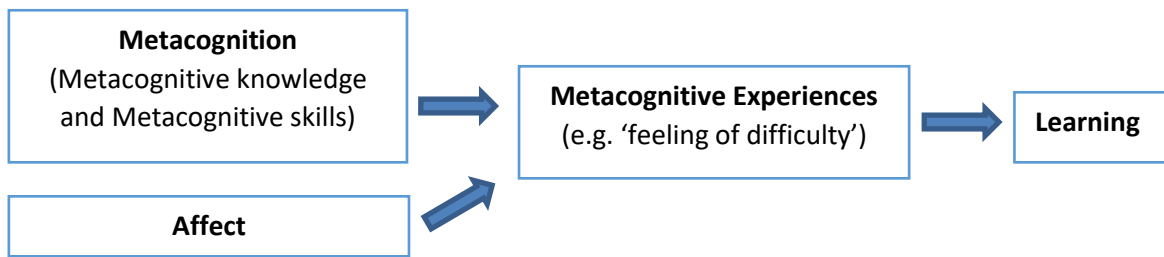 Metacognition
(Metacognitive knowledge
and Metacognitive skills)
Affect
Metacognitive Experiences
(e.g. ‘feeling of difficulty’)
Learning